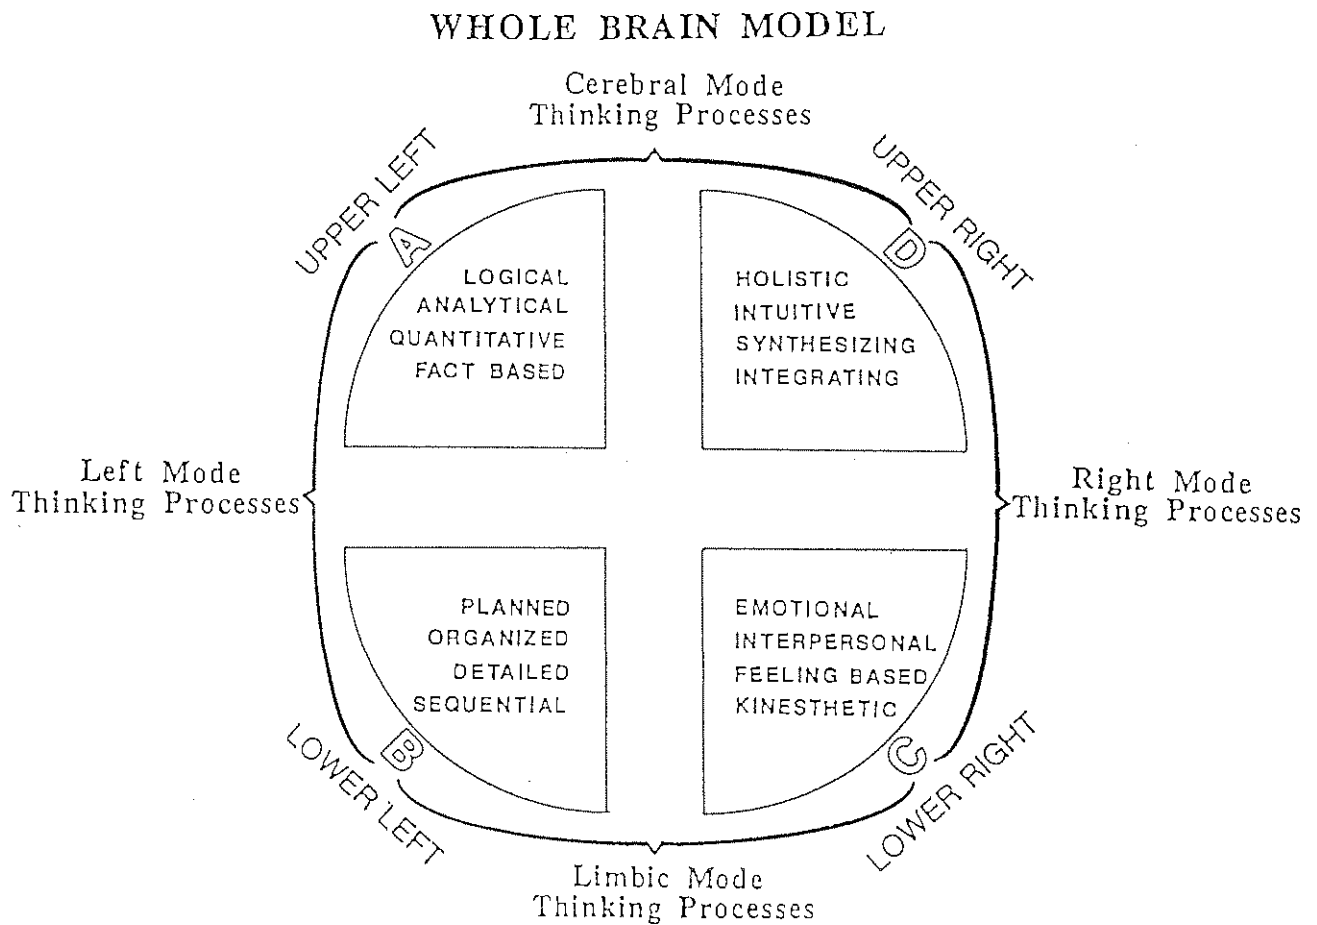 WHOLE BRAIN MODEL
Cerebral Mode
Thinking Processes
UPPER LEFT
UPPER RIGHT
A
D
LOGICAL
ANALYTICAL
QUANTITATIVE
FACT BASED
HOLISTIC
INTUITIVE
SYNTHESIZING
INTEGRATING
Left Mode
Thinking Processes
Right Mode
Thinking Processes
PLANNED
ORGANIZED
DETAILED
SEQUENTIAL
EMOTIONAL
INTERPERSONAL
FEELING BASED
KINESTHETIC
B
C
LOWER LEFT
LOWER RIGHT
Limbic Mode
Thinking Processes